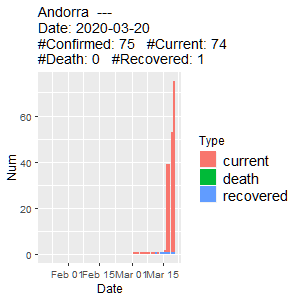 Andorra  ---
Date: 2020-03-20
#Confirmed: 75   #Current: 74
#Death: 0   #Recovered: 1
Num
60
40
20
0
Feb 01 Feb 15 Mar 01 Mar 15
Date
Type
current
death
recovered